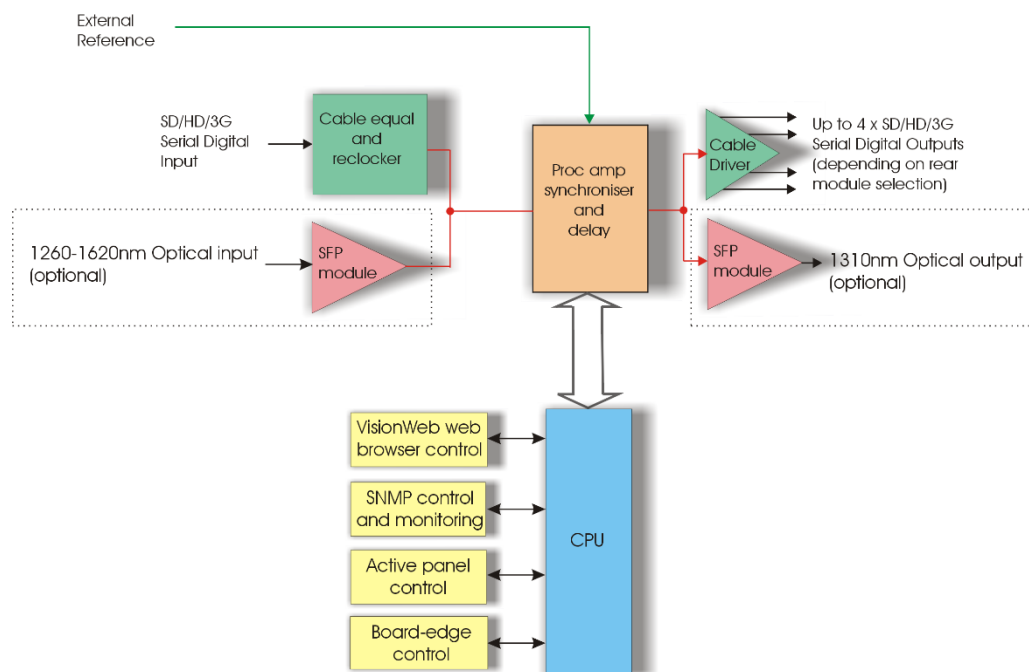 External
Reference
SD/HD/3G
Serial Digital
Input
Cable equal
and
reclocker
Proc amp
synchroniser
and
delay
Cable
Driver
Up to 4 x SD/HD/3G
Serial Digital Outputs
(depending on rear
module selection)
1260-1620nm Optical input
(optional)
SFP
module
SFP
module
1310nm Optical output
(optional)
VisionWeb web
browser control
SNMP control
and monitoring
Active panel
control
Board-edge
control
CPU